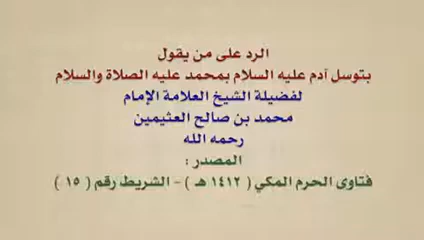 الرد على من يقول
بتوسل آدم عليه السلام بمحمد عليه الصلاة والسلام
لفضيلة الشيخ العلامة الإمام
محمد بن صالح العثيمين
رحمه الله
المصدر :
فتاوى الحرم المكي ( ١٤١٢ هـ ) - الشريط رقم ( ١٥ )